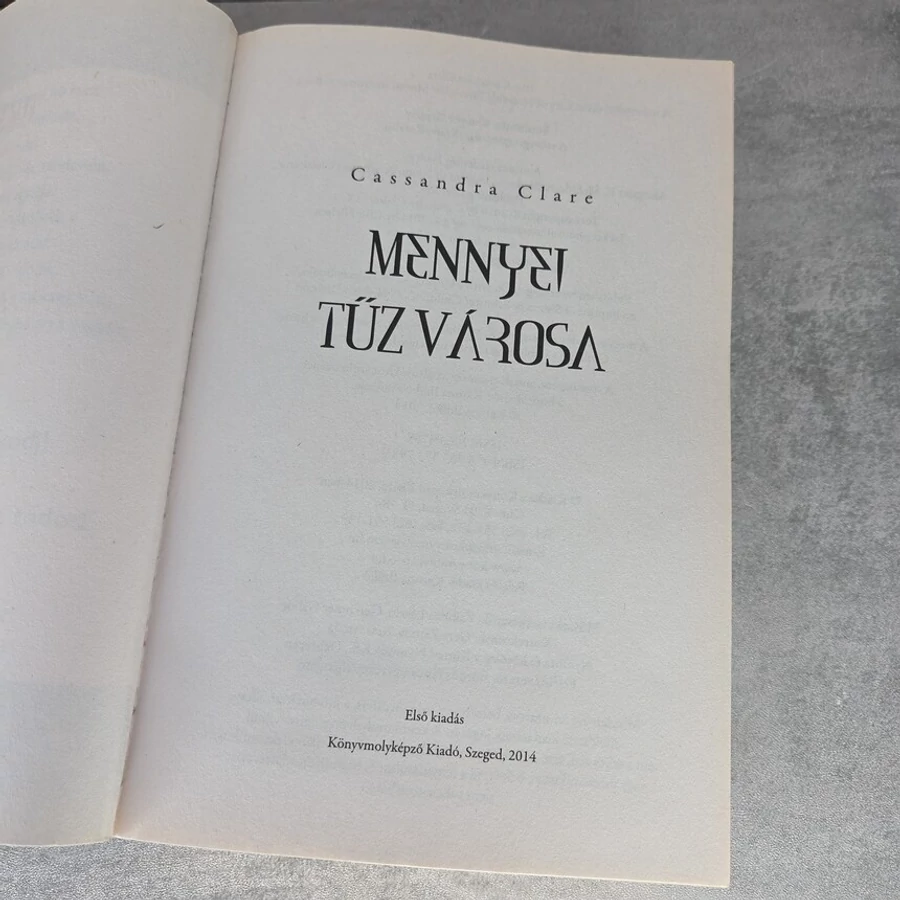 Cassandra Clare
MENNYEI
TŰZ VÁROSA
Első kiadás
Könyvmolyképző Kiadó, Szeged, 2014